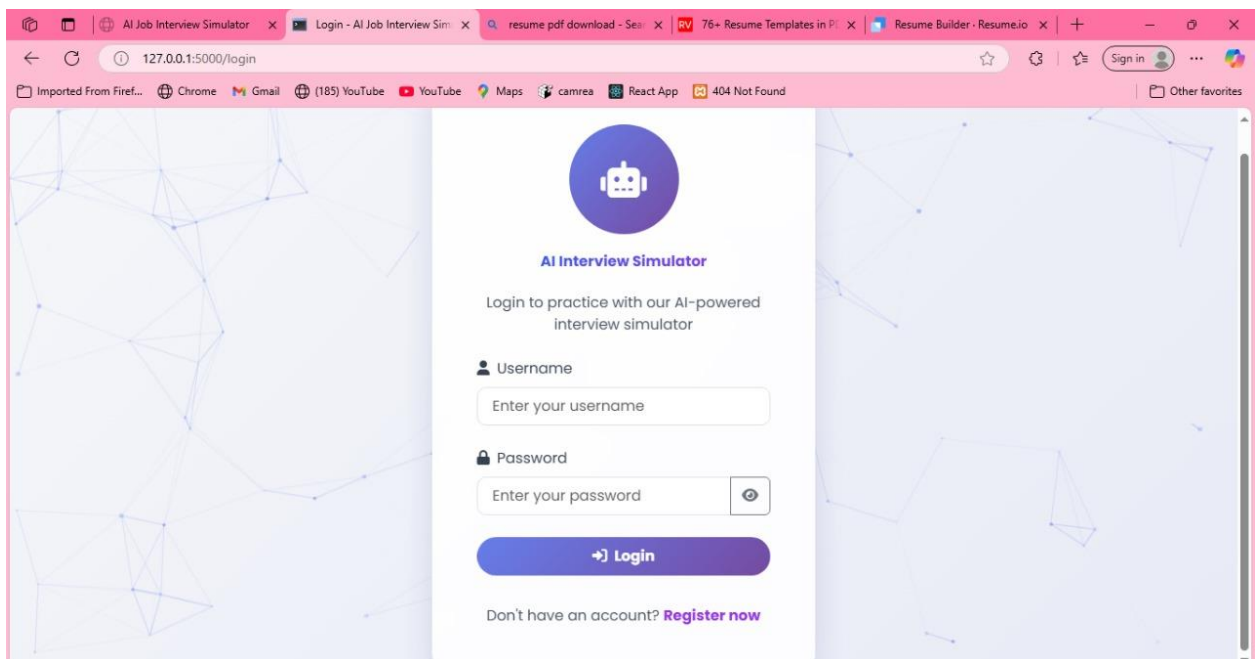 AI Job Interview Simulator
Login - AI Job Interview Sim
resume pdf download - Sea
RV 76+ Resume Templates in P
Resume Builder · Resume.io
127.0.0.1:5000/login
Sign in
Imported From Firef...
Chrome
Gmail
(185) YouTube
YouTube
Maps
camrea
React App
404 Not Found
Other favorites
AI Interview Simulator
Login to practice with our AI-powered
interview simulator
Username
Enter your username
Password
Enter your password
Login
Don't have an account? Register now